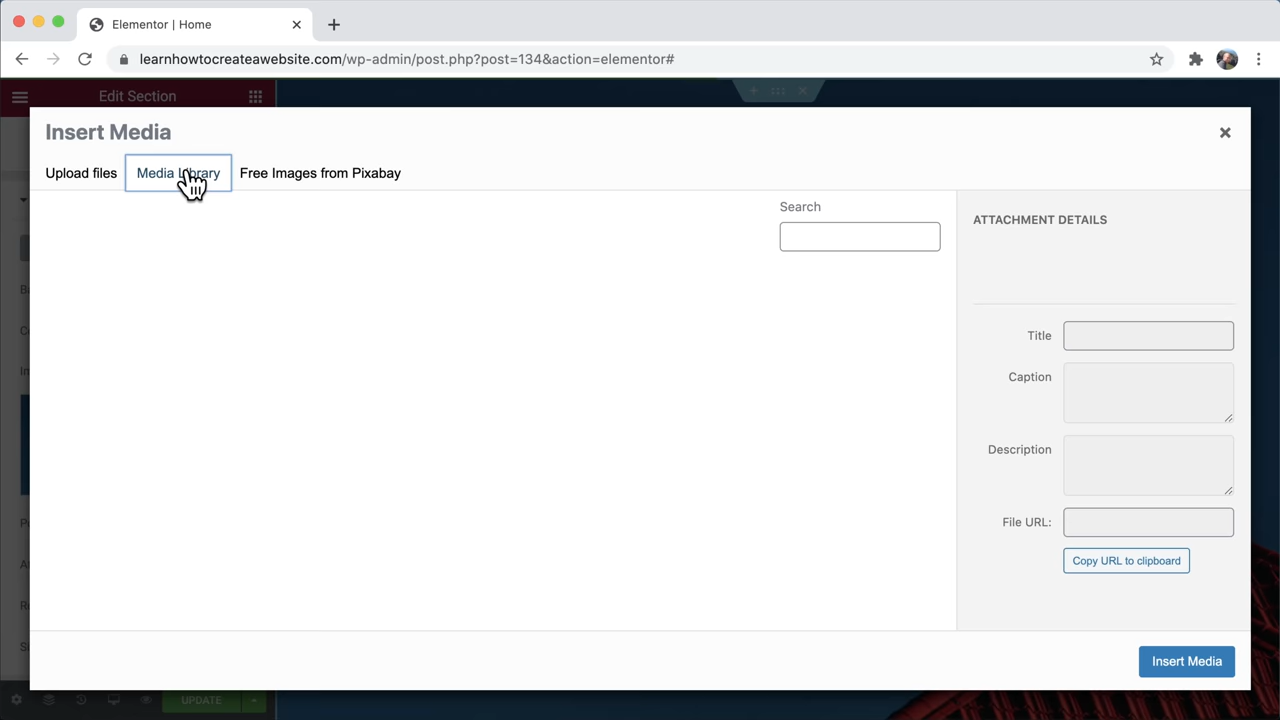 Elementor | Home
learnhowtocreateawebsite.com/wp-admin/post.php?post=134&action=elementor#
Edit Section
Insert Media
Upload files Media Library Free Images from Pixabay
Search
ATTACHMENT DETAILS
Title
Caption
Description
File URL:
Copy URL to clipboard
Insert Media
UPDATE